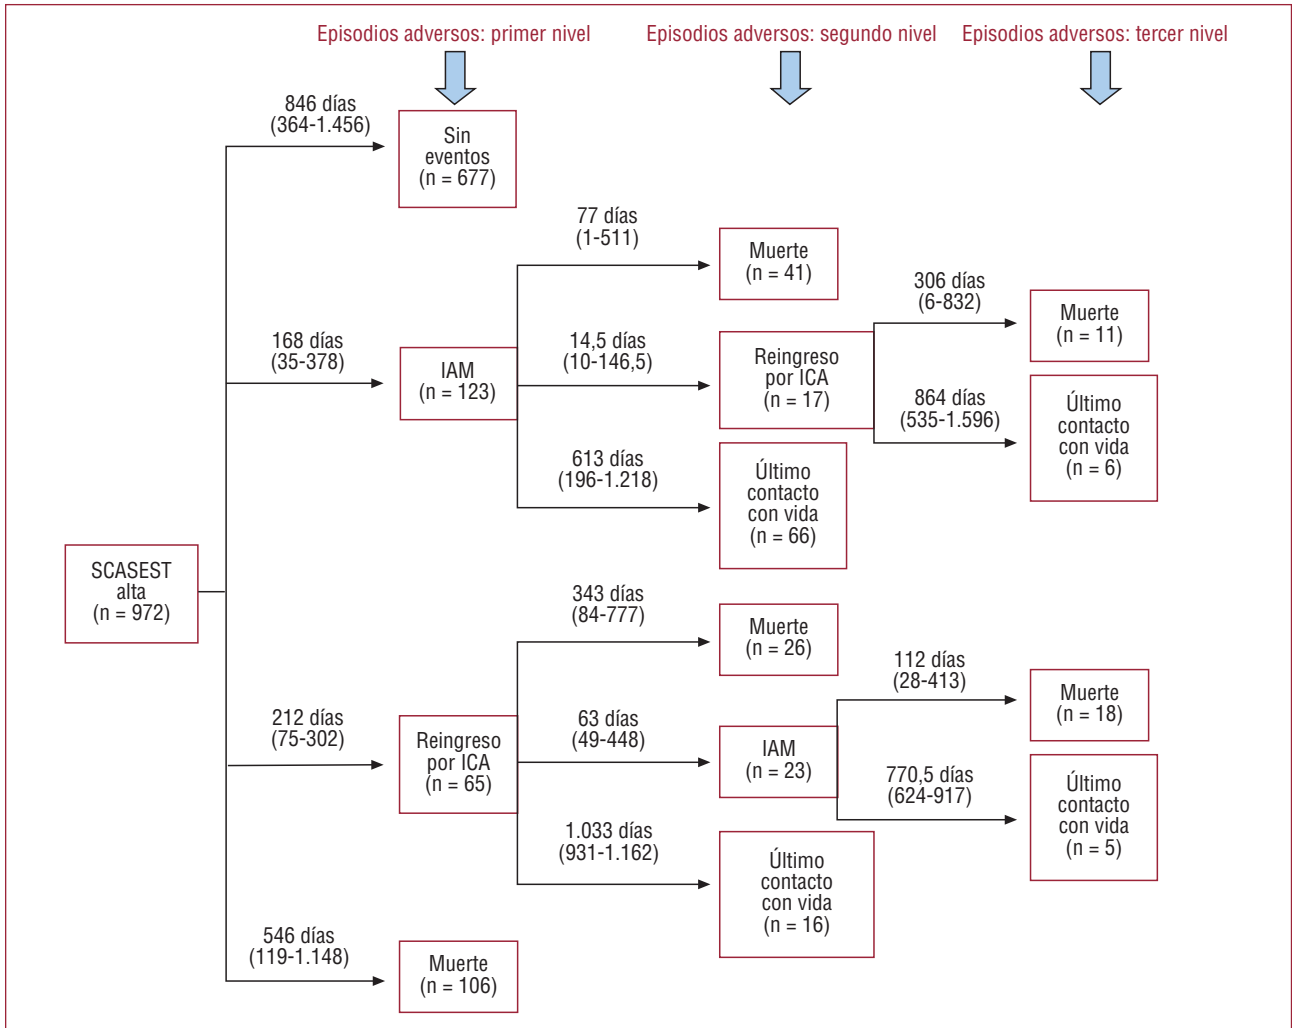 Episodios adversos: primer nivel
Episodios adversos: segundo nivel
Episodios adversos: tercer nivel
846 días
(364-1.456)
Sin
eventos
(n = 677)
77 días
(1-511)
Muerte
(n = 41)
306 días
(6-832)
Muerte
(n = 11)
168 días
(35-378)
IAM
(n = 123)
14,5 días
(10-146,5)
Reingreso
por ICA
(n = 17)
864 días
(535-1.596)
Último
contacto
con vida
(n = 6)
613 días
(196-1.218)
Último
contacto
con vida
(n = 66)
SCASEST
alta
(n = 972)
343 días
(84-777)
Muerte
(n = 26)
112 días
(28-413)
Muerte
(n = 18)
212 días
(75-302)
Reingreso
por ICA
(n = 65)
63 días
(49-448)
IAM
(n = 23)
770,5 días
(624-917)
Último
contacto
con vida
(n = 5)
1.033 días
(931-1.162)
Último
contacto
con vida
(n = 16)
546 días
(119-1.148)
Muerte
(n = 106)